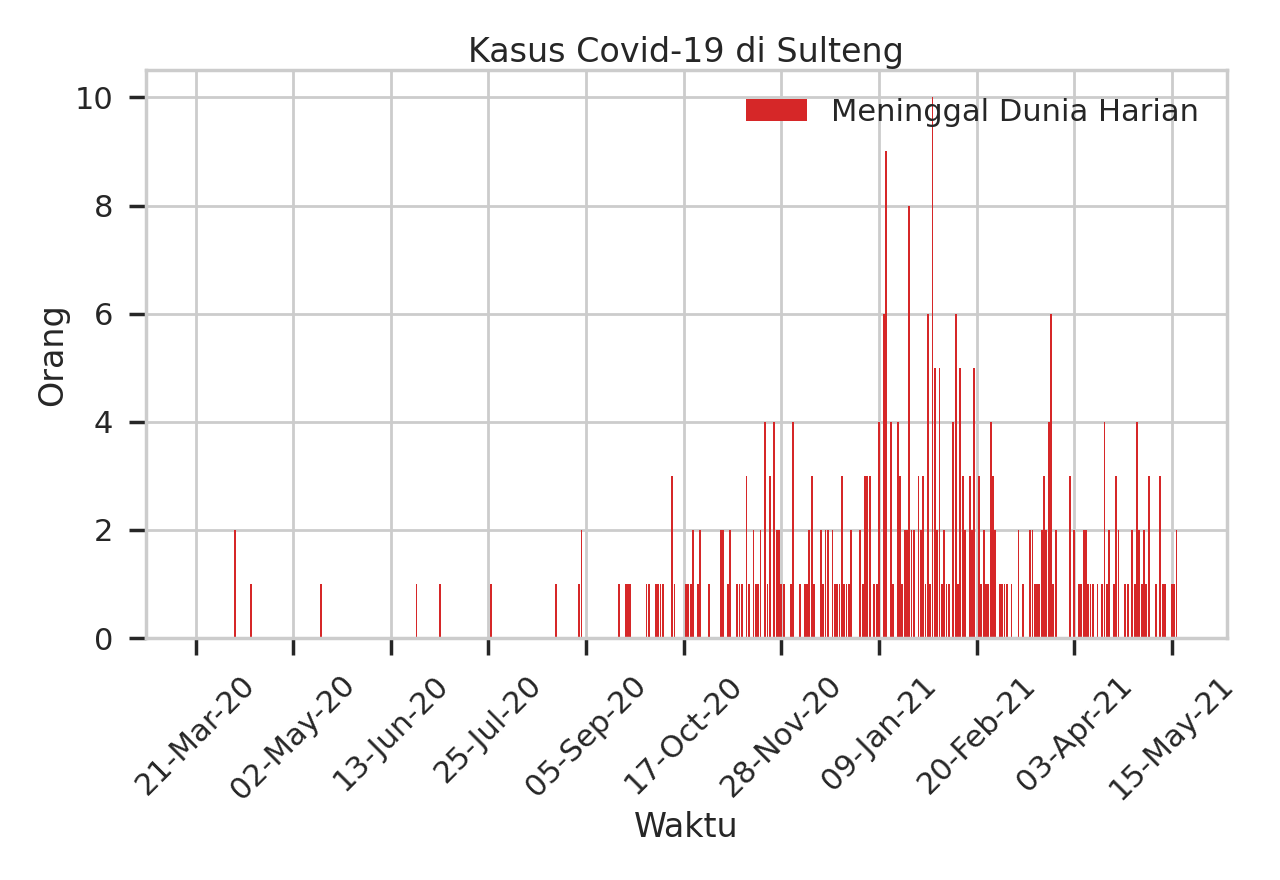 Kasus Covid-19 di Sulteng
Meninggal Dunia Harian
Orang
10
8
6
4
2
0
21-Mar-20
02-May-20
13-Jun-20
25-Jul-20
05-Sep-20
17-Oct-20
28-Nov-20
09-Jan-21
20-Feb-21
03-Apr-21
15-May-21
Waktu